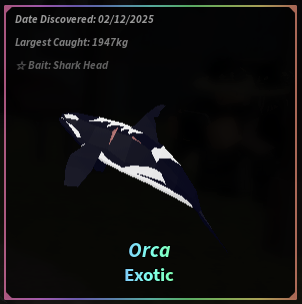 Date Discovered: 02/12/2025
Largest Caught: 1947kg
☆ Bait: Shark Head
Orca
Exotic